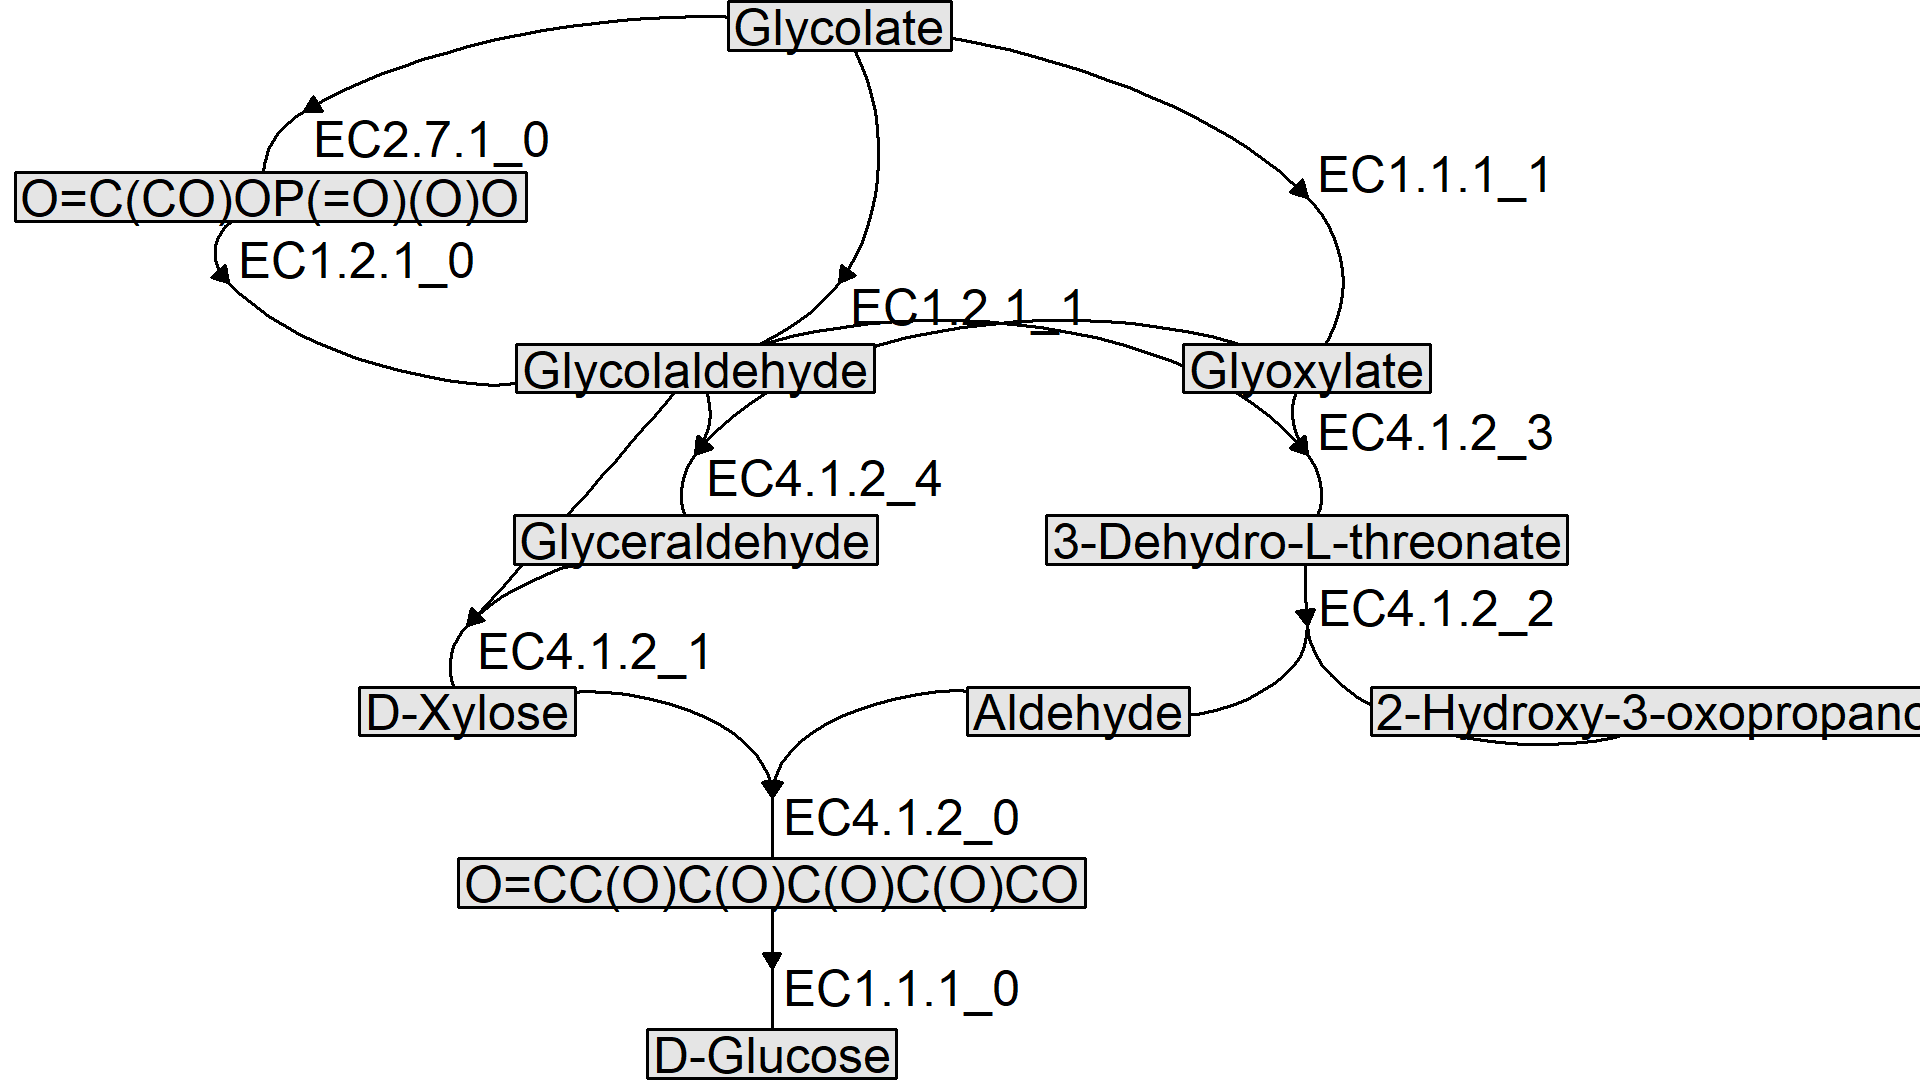 Glycolate
EC2.7.1_0
EC1.1.1_1
O=C(CO)OP(=O)(O)O
EC1.2.1_0
EC1.2.1_1
Glycolaldehyde
Glyoxylate
EC4.1.2_3
EC4.1.2_4
Glyceraldehyde
3-Dehydro-L-threonate
EC4.1.2_2
EC4.1.2_1
D-Xylose
Aldehyde
2-Hydroxy-3-oxopropano
EC4.1.2_0
O=CC(O)C(O)C(O)C(O)CO
EC1.1.1_0
D-Glucose